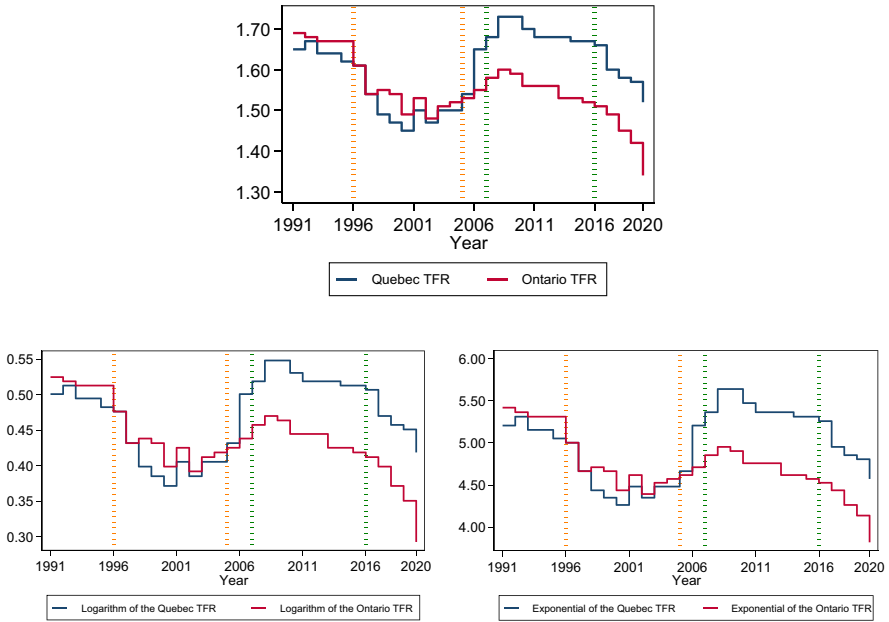 1.70
1.60
1.50
1.40
1.30
1991 1996 2001 2006 2011 2016 2020
Year
Quebec TFR Ontario TFR
0.55
0.50
0.45
0.40
0.35
0.30
1991 1996 2001 2006 2011 2016 2020
Year
Logarithm of the Quebec TFR Logarithm of the Ontario TFR
6.00
5.50
5.00
4.50
4.00
1991 1996 2001 2006 2011 2016 2020
Year
Exponential of the Quebec TFR Exponential of the Ontario TFR